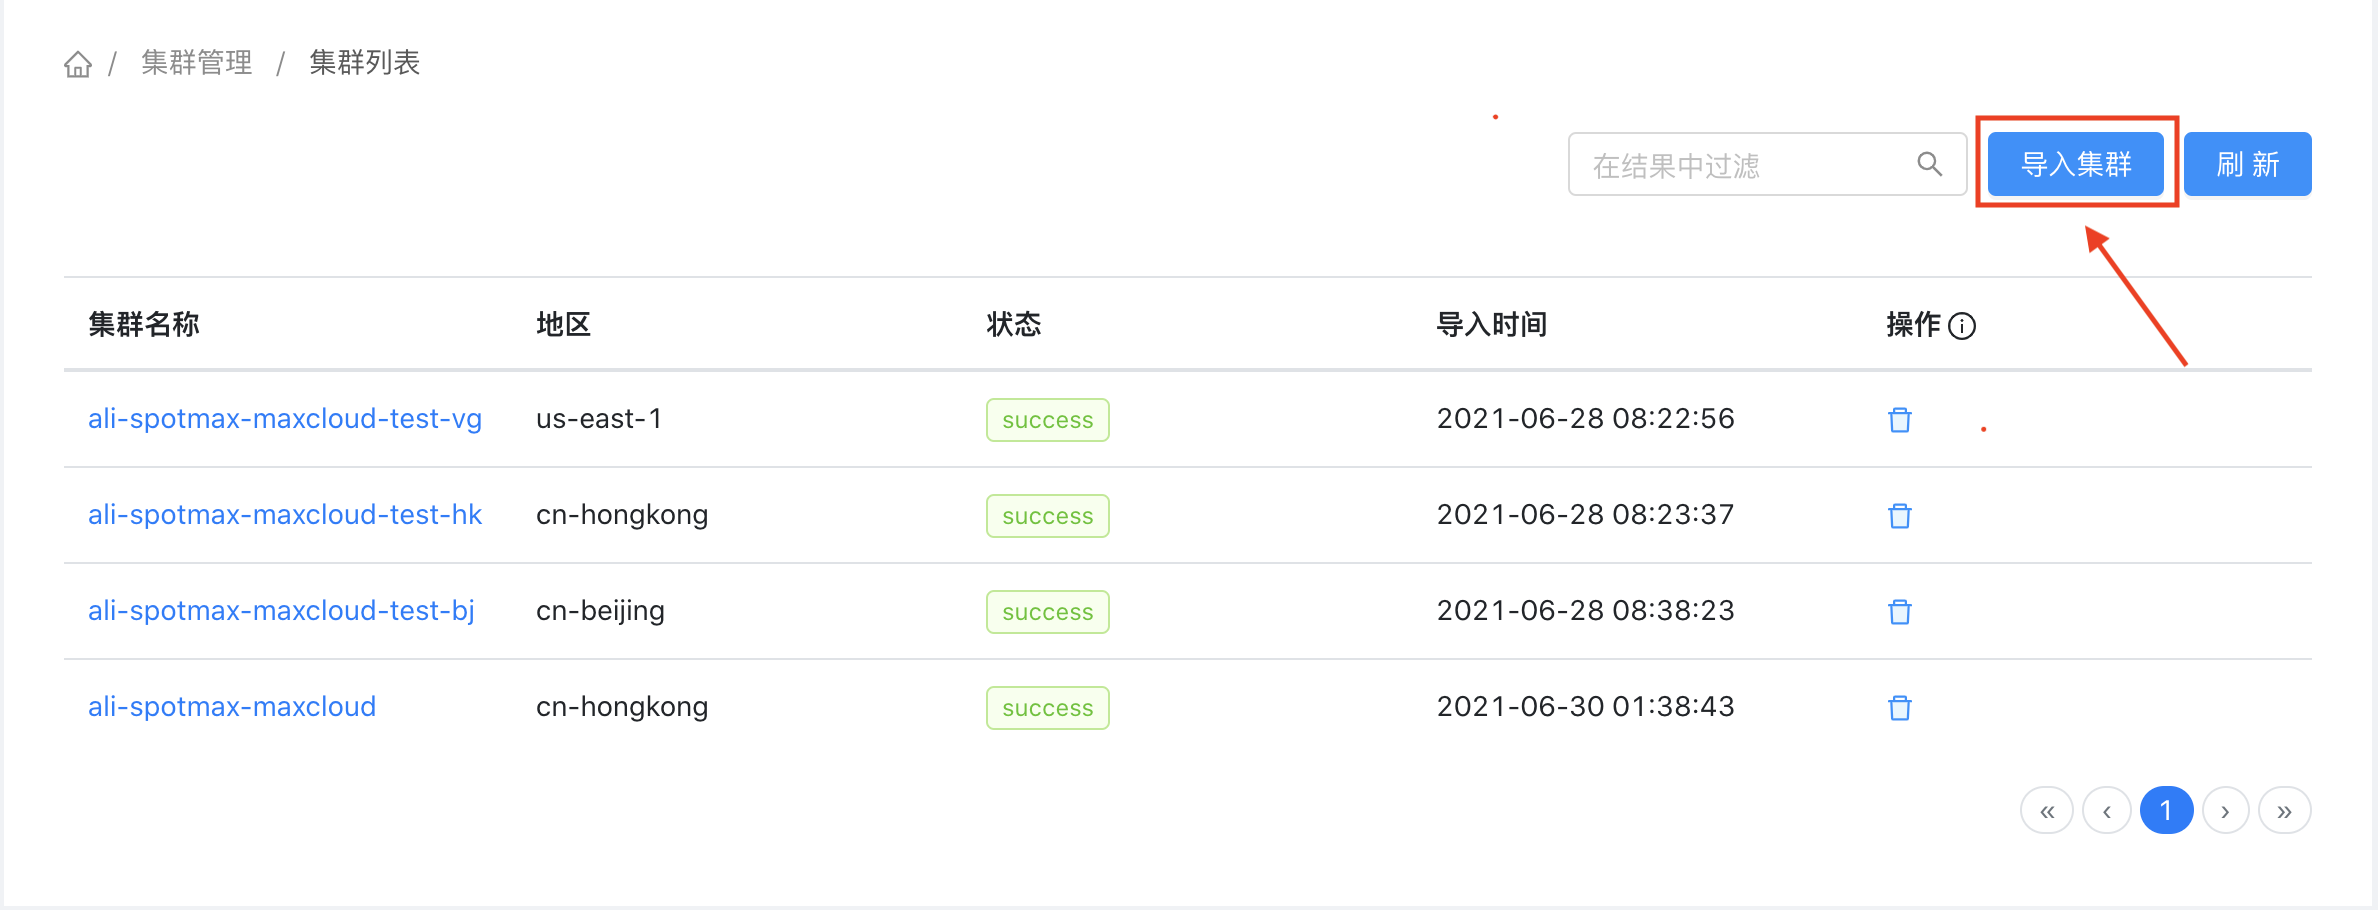 / 集群管理 / 集群列表
在结果中过滤 导入集群 刷 新
集群名称 地区 状态 导入时间 操作
ali-spotmax-maxcloud-test-vg us-east-1 success 2021-06-28 08:22:56
ali-spotmax-maxcloud-test-hk cn-hongkong success 2021-06-28 08:23:37
ali-spotmax-maxcloud-test-bj cn-beijing success 2021-06-28 08:38:23
ali-spotmax-maxcloud cn-hongkong success 2021-06-30 01:38:43
« ‹ 1 › »